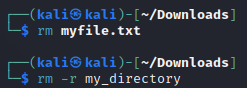 ┌──(kali㉿kali)-[~/Downloads]
└─$ rm myfile.txt
┌──(kali㉿kali)-[~/Downloads]
└─$ rm -r my_directory